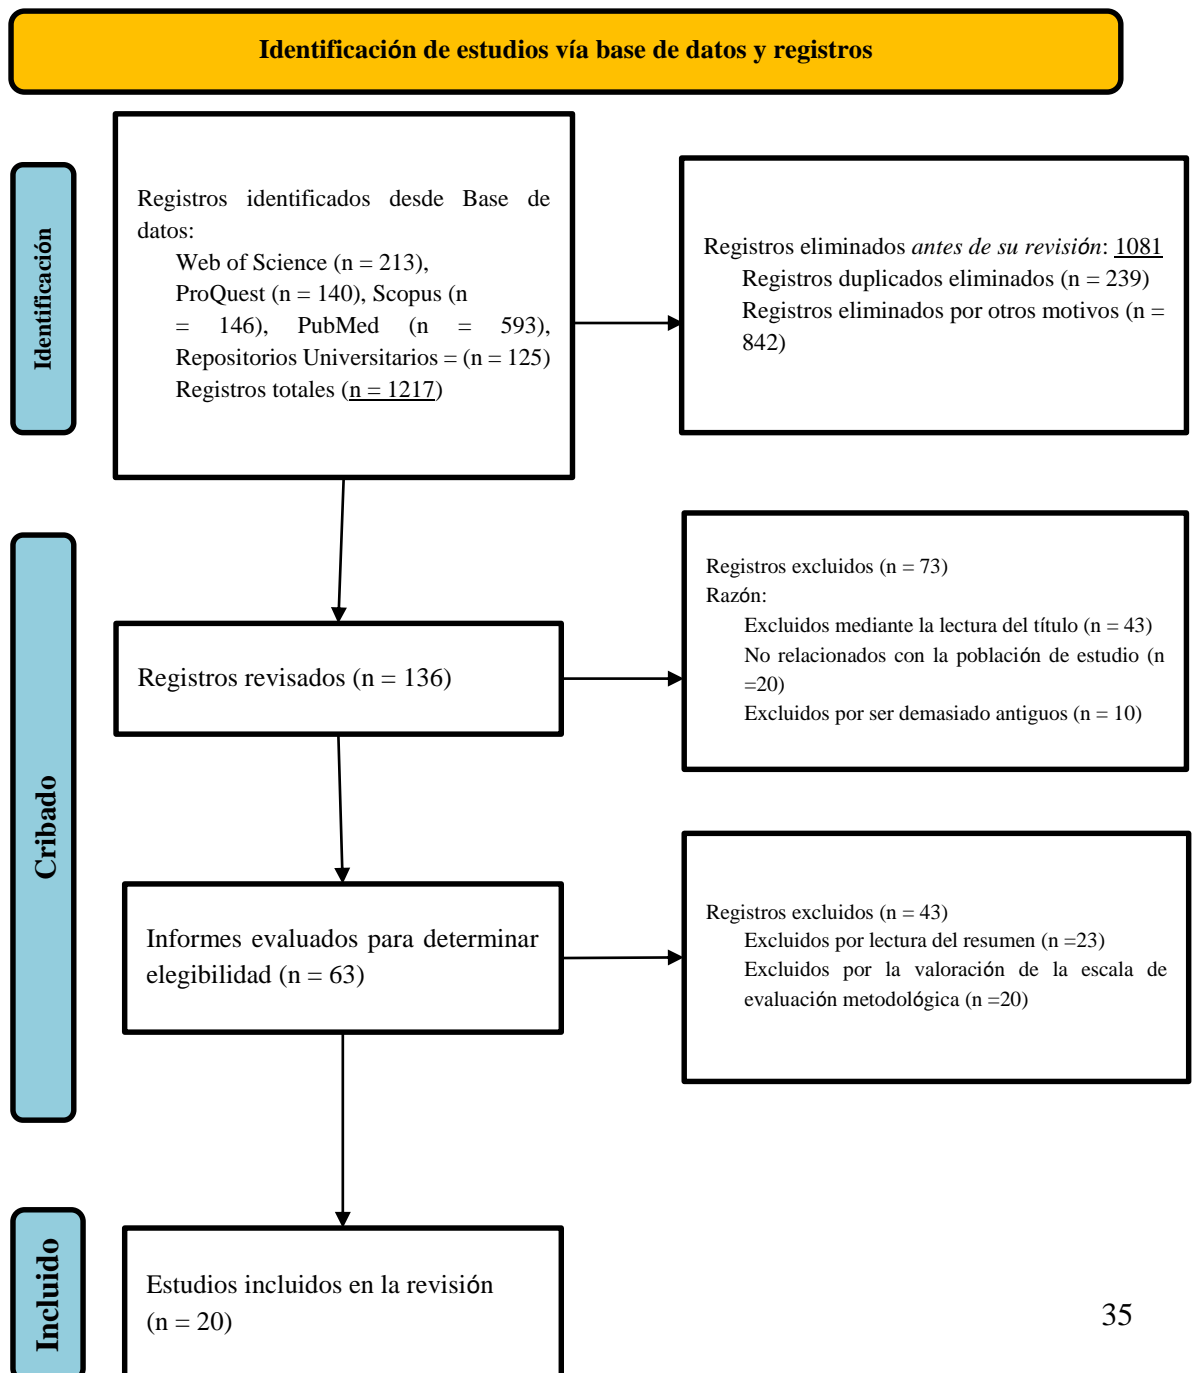 Identificación de estudios vía base de datos y registros
Identificación
Registros identificados desde Base de
datos:
Web of Science (n = 213),
ProQuest (n = 140), Scopus (n
= 146), PubMed (n = 593),
Repositorios Universitarios = (n = 125)
Registros totales (n = 1217)
Registros eliminados antes de su revisión: 1081
Registros duplicados eliminados (n = 239)
Registros eliminados por otros motivos (n =
842)
Cribado
Registros revisados (n = 136)
Registros excluidos (n = 73)
Razón:
Excluidos mediante la lectura del título (n = 43)
No relacionados con la población de estudio (n
=20)
Excluidos por ser demasiado antiguos (n = 10)
Informes evaluados para determinar
elegibilidad (n = 63)
Registros excluidos (n = 43)
Excluidos por lectura del resumen (n =23)
Excluidos por la valoración de la escala de
evaluación metodológica (n =20)
Incluido
Estudios incluidos en la revisión
(n = 20)
35